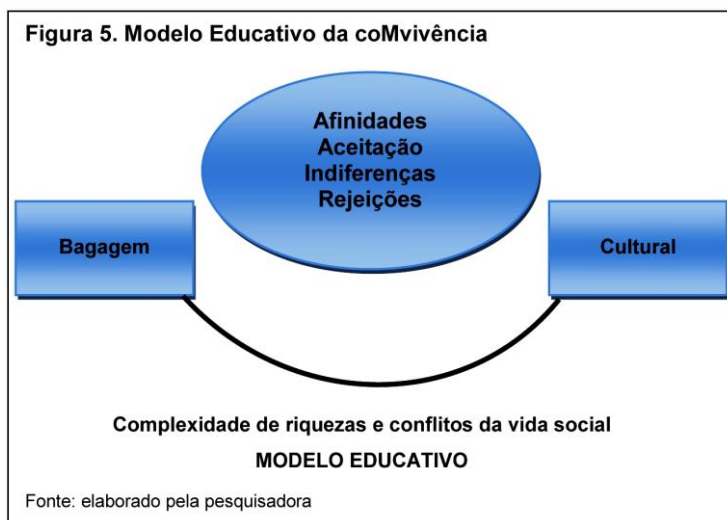 Figura 5. Modelo Educativo da coMvivência
Afinidades
Aceitação
Indiferenças
Rejeições
Bagagem
Cultural
Complexidade de riquezas e conflitos da vida social
MODELO EDUCATIVO
Fonte: elaborado pela pesquisadora